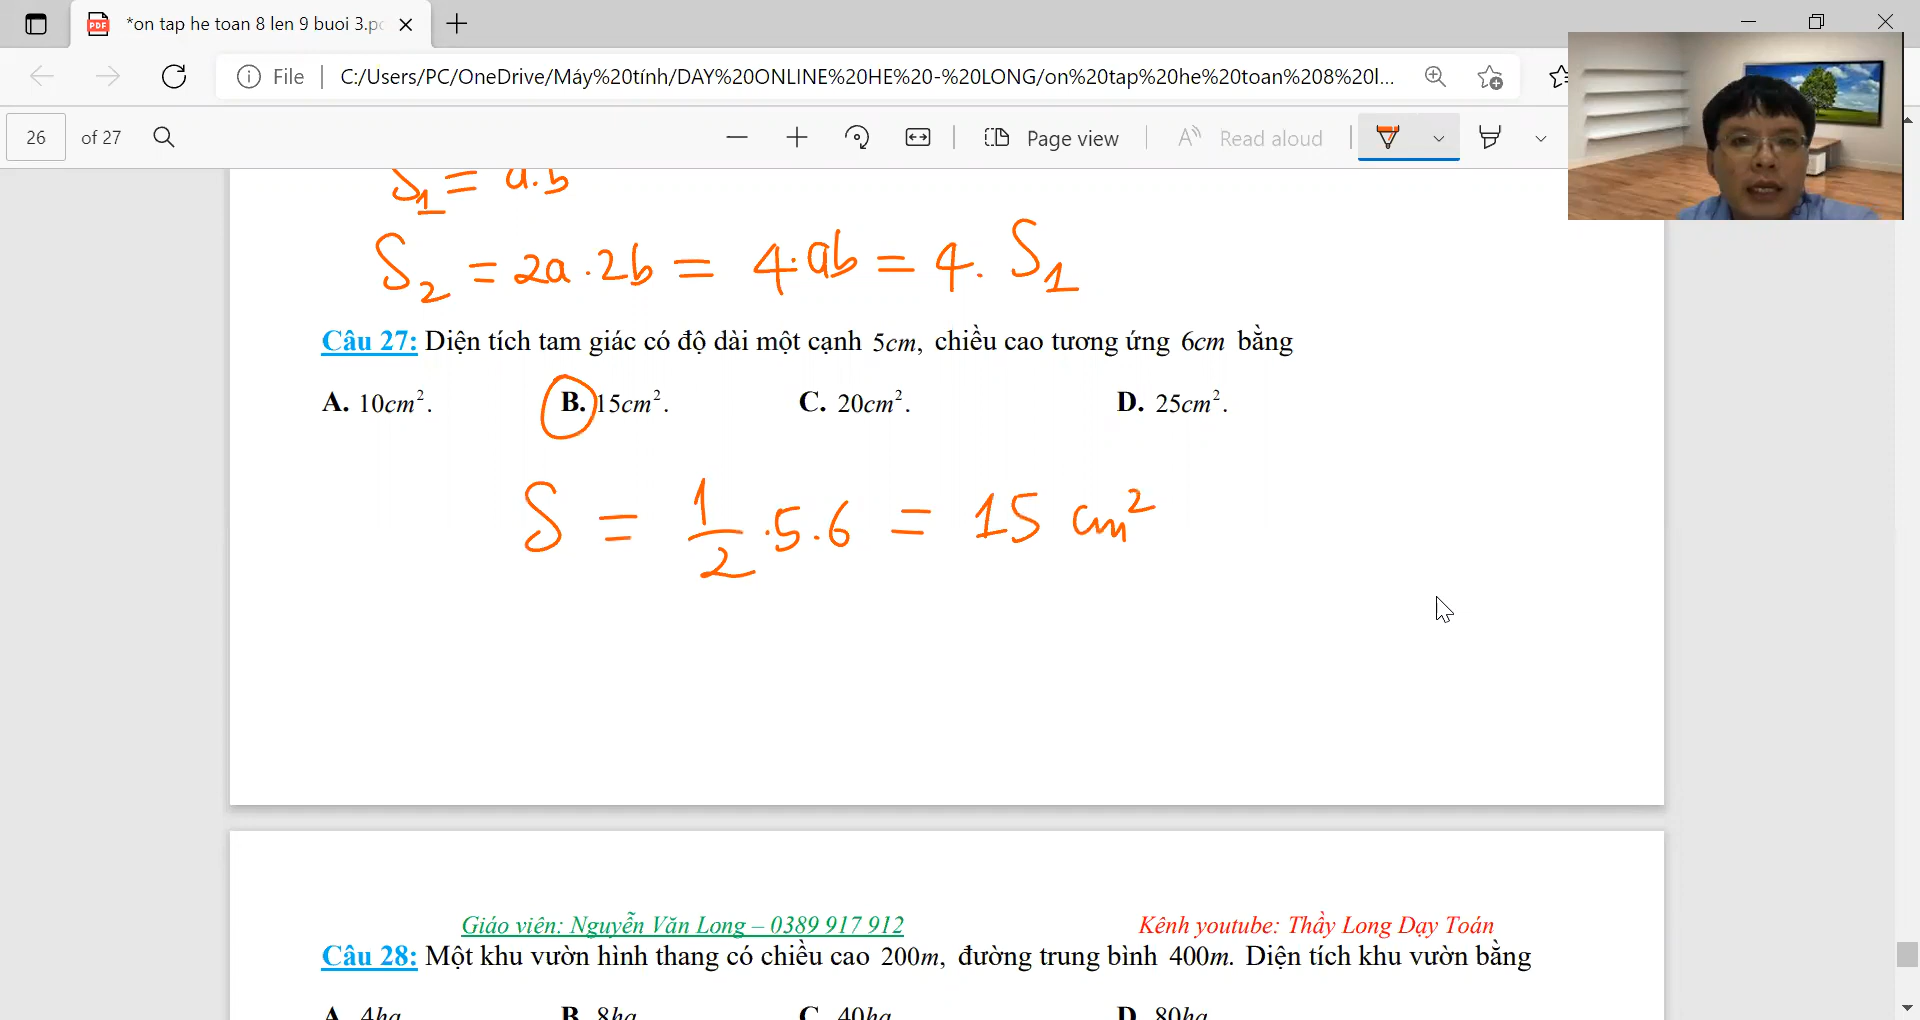 *on tap he toan 8 len 9 buoi 3.pd
File C:/Users/PC/OneDrive/Máy%20tính/DAY%20ONLINE%20HE%20-%20LONG/on%20tap%20he%20toan%208%20l...
26 of 27 Page view Read aloud
S₁ = a.b
S₂ = 2a.2b = 4.ab = 4.S₁
Câu 27: Diện tích tam giác có độ dài một cạnh 5cm, chiều cao tương ứng 6cm bằng
A. 10cm². B. 15cm². C. 20cm². D. 25cm².
S = 1/2 .5.6 = 15 cm²
Giáo viên: Nguyễn Văn Long – 0389 917 912 Kênh youtube: Thầy Long Dạy Toán
Câu 28: Một khu vườn hình thang có chiều cao 200m, đường trung bình 400m. Diện tích khu vườn bằng
A. 4ha B. 8ha C. 40ha D. 80ha